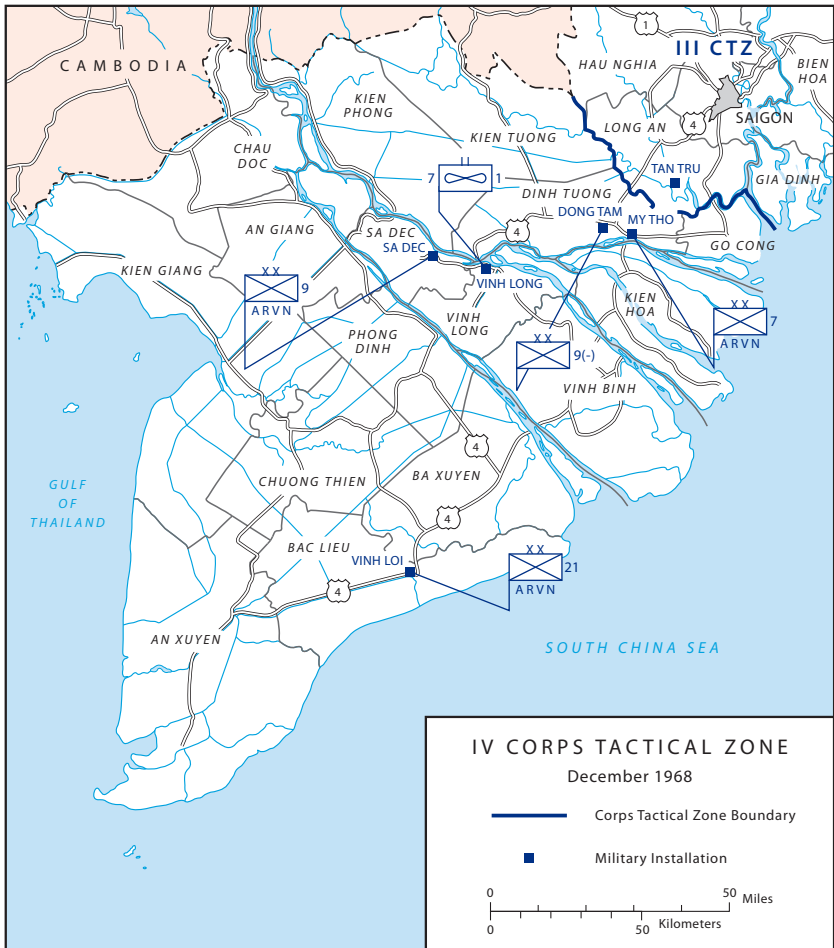 1
III CTZ
CAMBODIA
HAU NGHIA
BIEN
HOA
KIEN
PHONG
LONG AN
4
SAIGON
KIEN TUONG
CHAU
DOC
TAN TRU
GIA DINH
7
1
DINH TUONG
DONG TAM
MY THO
AN GIANG
SA DEC
4
SA DEC
GO CONG
KIEN GIANG
XX
9
ARVN
VINH LONG
KIEN
HOA
XX
7
ARVN
VINH
LONG
PHONG
DINH
XX
9(-)
VINH BINH
4
GULF
OF
THAILAND
CHUONG THIEN
BA XUYEN
4
BAC LIEU
VINH LOI
XX
21
ARVN
4
AN XUYEN
SOUTH CHINA SEA
IV CORPS TACTICAL ZONE
December 1968
Corps Tactical Zone Boundary
Military Installation
0
50
Miles
0
50
Kilometers